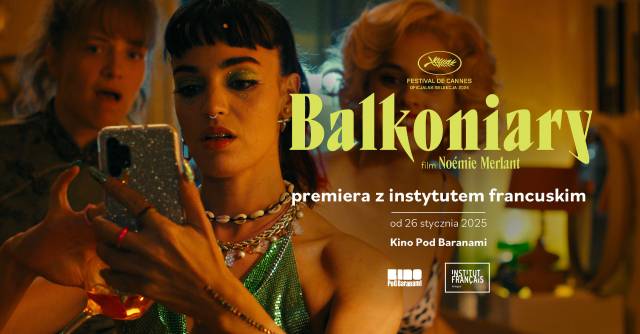 FESTIVAL DE CANNES
OFICJALNA SELEKCJA 2024
Balkoniary
film Noémie Merlant
premiera z instytutem francuskim
od 26 stycznia 2025
Kino Pod Baranami
KINO
PoD BaRanami
INSTITUT
FRANÇAIS